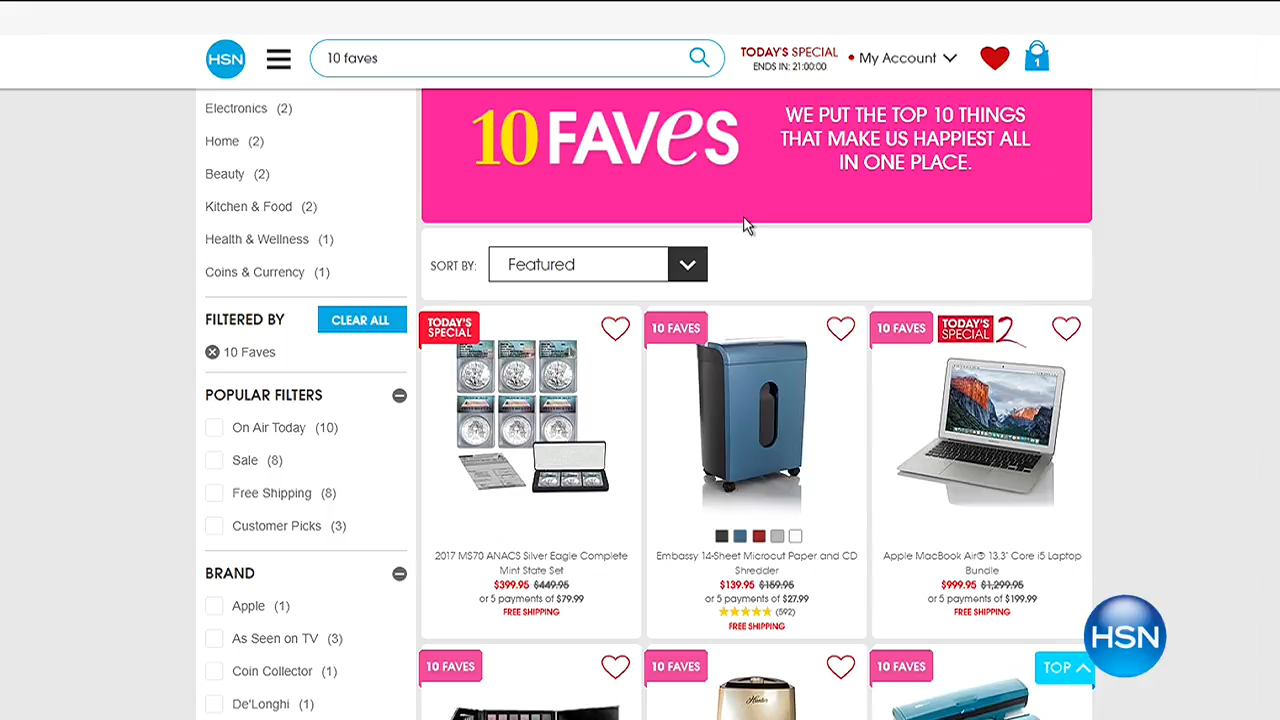 HSN
10 faves
TODAY'S SPECIAL
ENDS IN: 21:00:00
My Account
1
Electronics (2)
Home (2)
Beauty (2)
Kitchen & Food (2)
Health & Wellness (1)
Coins & Currency (1)
FILTERED BY
CLEAR ALL
10 Faves
POPULAR FILTERS
On Air Today (10)
Sale (8)
Free Shipping (8)
Customer Picks (3)
BRAND
Apple (1)
As Seen on TV (3)
Coin Collector (1)
De'Longhi (1)
10 FAVeS
WE PUT THE TOP 10 THINGS
THAT MAKE US HAPPIEST ALL
IN ONE PLACE.
SORT BY:
Featured
TODAY'S
SPECIAL
2017 MS70 ANACS Silver Eagle Complete
Mint State Set
$399.95 $449.95
or 5 payments of $79.99
FREE SHIPPING
10 FAVES
Embassy 14-Sheet Microcut Paper and CD
Shredder
$139.95 $159.95
or 5 payments of $27.99
(592)
FREE SHIPPING
10 FAVES
TODAY'S
SPECIAL 2
Apple MacBook Air® 13.3" Core i5 Laptop
Bundle
$999.95 $1,299.95
or 5 payments of $199.99
FREE SHIPPING
10 FAVES
10 FAVES
Hunter
10 FAVES
TOP
HSN